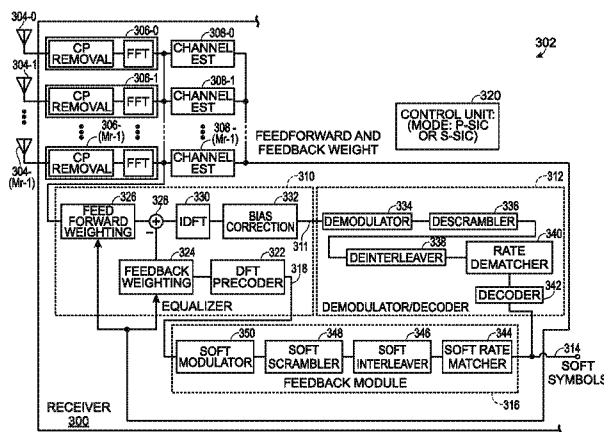 304-0
306-0
CP REMOVAL
FFT
308-0
CHANNEL EST
302
304-1
306-1
CP REMOVAL
FFT
308-1
CHANNEL EST
320
CONTROL UNIT:
(MODE: P-SIC
OR S-SIC)
306-
(Mr-1)
308-
(Mr-1)
304-
(Mr-1)
CP REMOVAL
FFT
CHANNEL EST
FEEDFORWARD AND
FEEDBACK WEIGHT
310
312
326
FEED
FORWARD
WEIGHTING
328
330
IDFT
332
BIAS
CORRECTION
311
334
DEMODULATOR
336
DESCRAMBLER
338
DEINTERLEAVER
340
RATE
DEMATCHER
342
DECODER
324
FEEDBACK
WEIGHTING
322
DFT
PRECODER
318
EQUALIZER
DEMODULATOR/DECODER
350
SOFT
MODULATOR
348
SOFT
SCRAMBLER
346
SOFT
INTERLEAVER
344
SOFT RATE
MATCHER
314
SOFT
SYMBOLS
FEEDBACK MODULE
316
RECEIVER
300